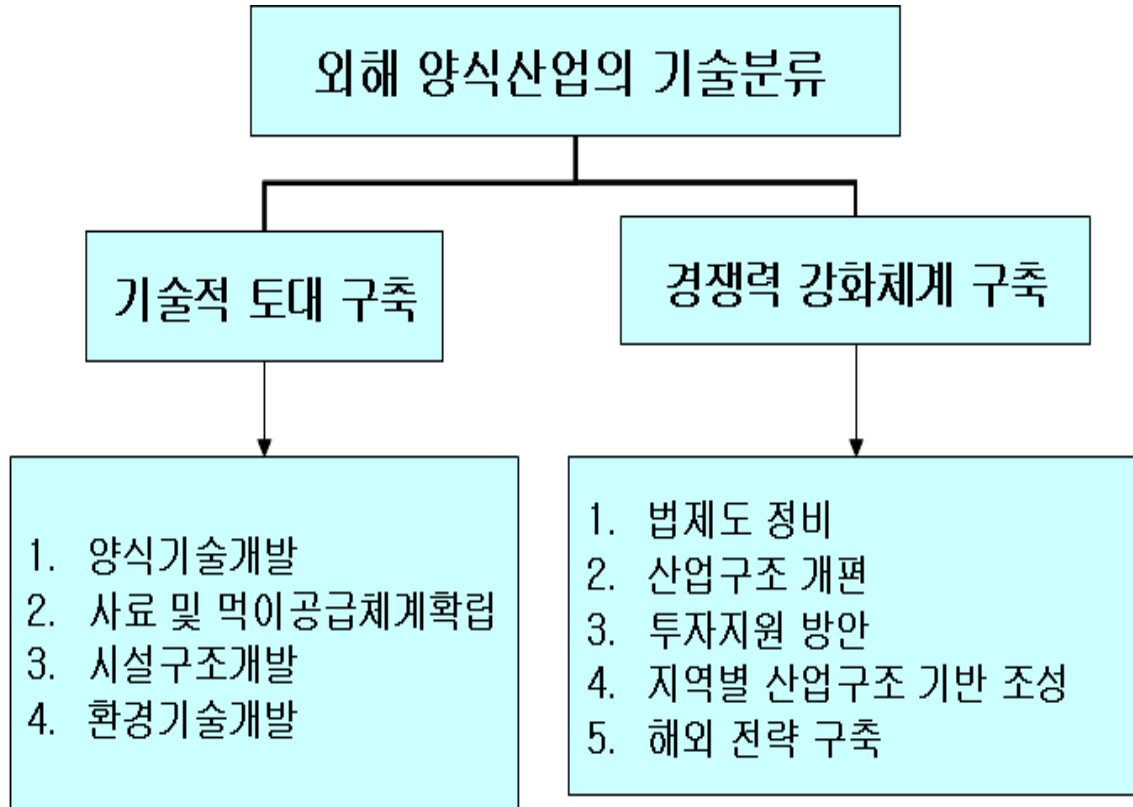 외해 양식산업의 기술분류
기술적 토대 구축
경쟁력 강화체계 구축
1. 양식기술개발
2. 사료 및 먹이공급체계확립
3. 시설구조개발
4. 환경기술개발
1. 법제도 정비
2. 산업구조 개편
3. 투자지원 방안
4. 지역별 산업구조 기반 조성
5. 해외 전략 구축